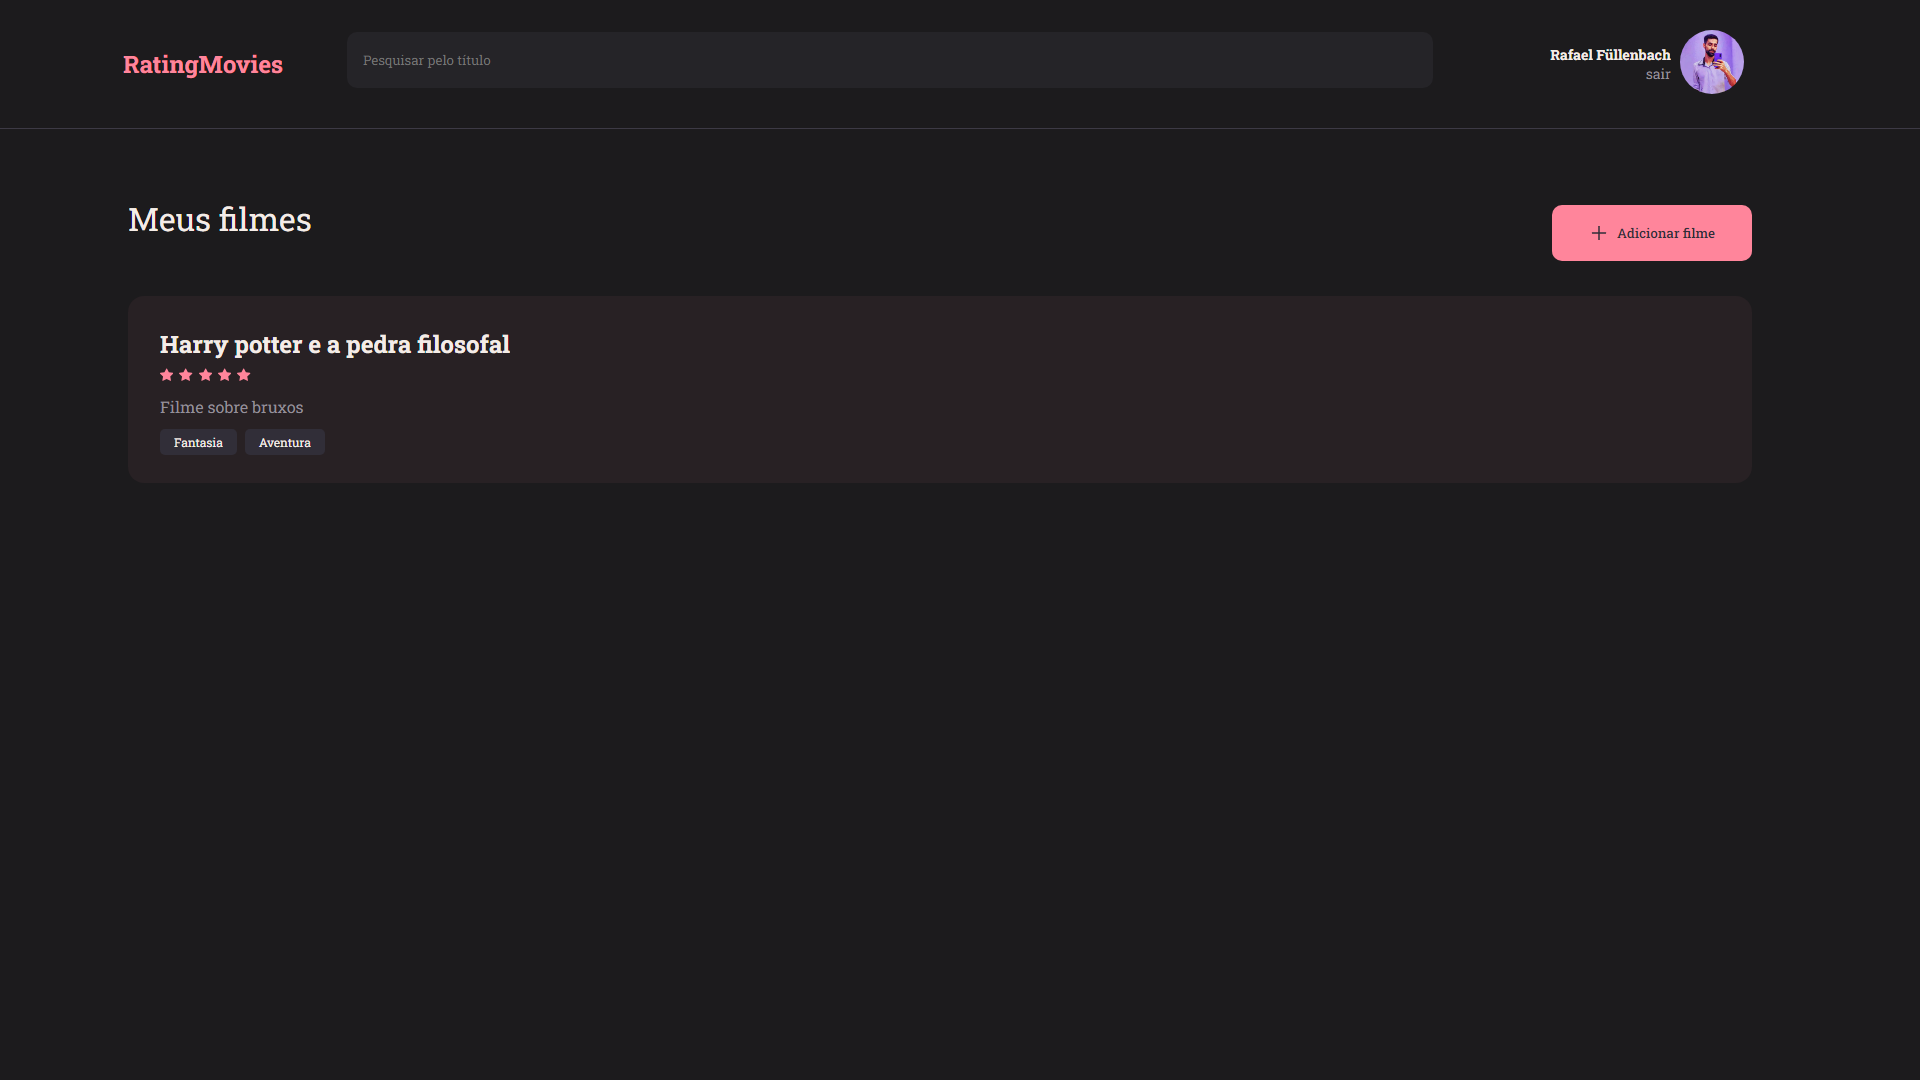 RatingMovies
Pesquisar pelo título
Rafael Füllenbach
sair
Meus filmes
Adicionar filme
Harry potter e a pedra filosofal
Filme sobre bruxos
Fantasia
Aventura